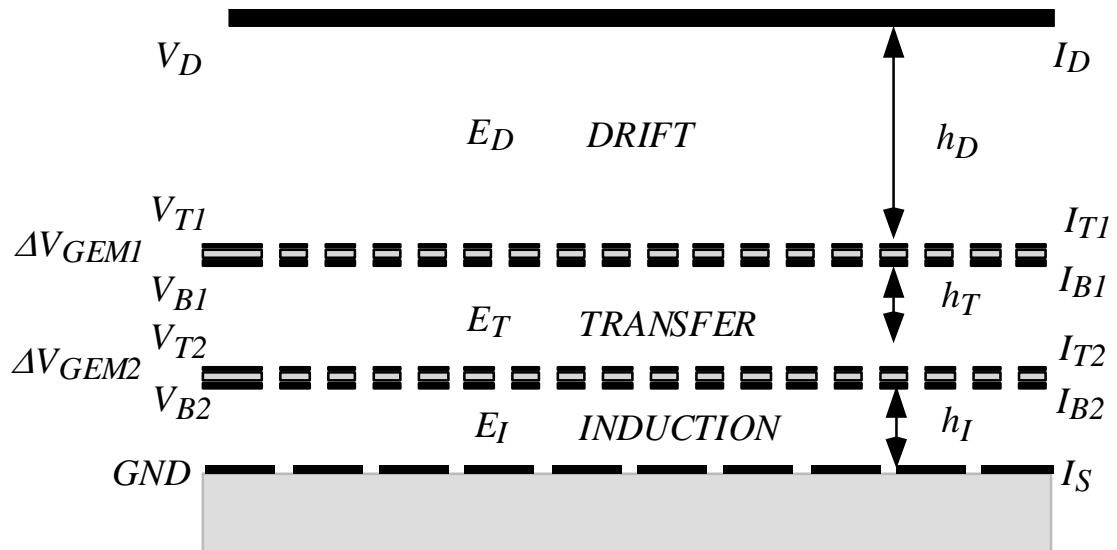 V_D I_D
E_D DRIFT h_D
V_T1 I_T1
ΔV_GEM1
V_B1 I_B1
E_T TRANSFER h_T
V_T2 I_T2
ΔV_GEM2
V_B2 I_B2
E_I INDUCTION h_I
GND I_S